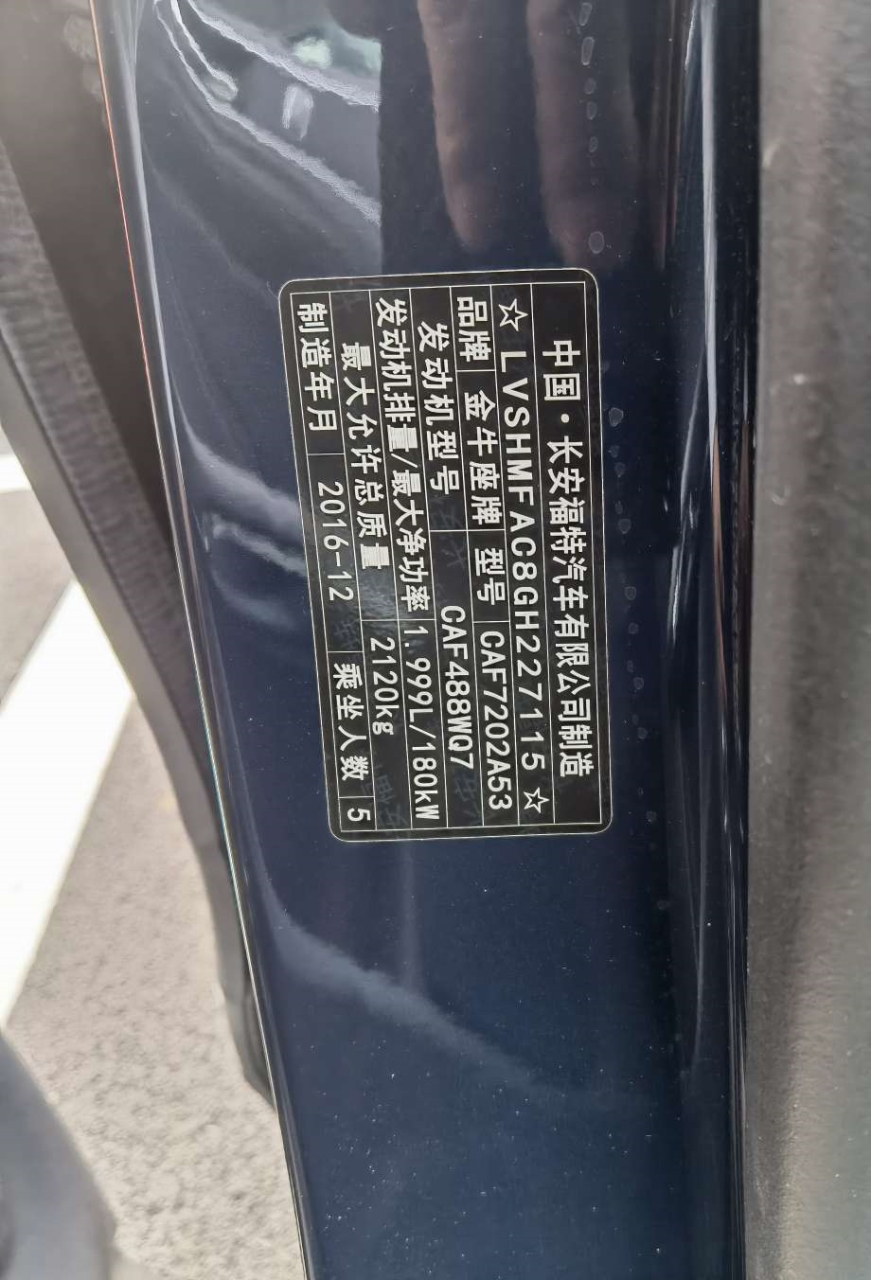 中国·长安福特汽车有限公司制造
☆LVSHMFAC8GH227115☆
品牌 金牛座牌 型号 CAF7202A53
发动机型号 CAF488WQ7
发动机排量/最大净功率 1.999L/180kW
最大允许总质量 2120kg
制造年月 2016-12 乘坐人数 5